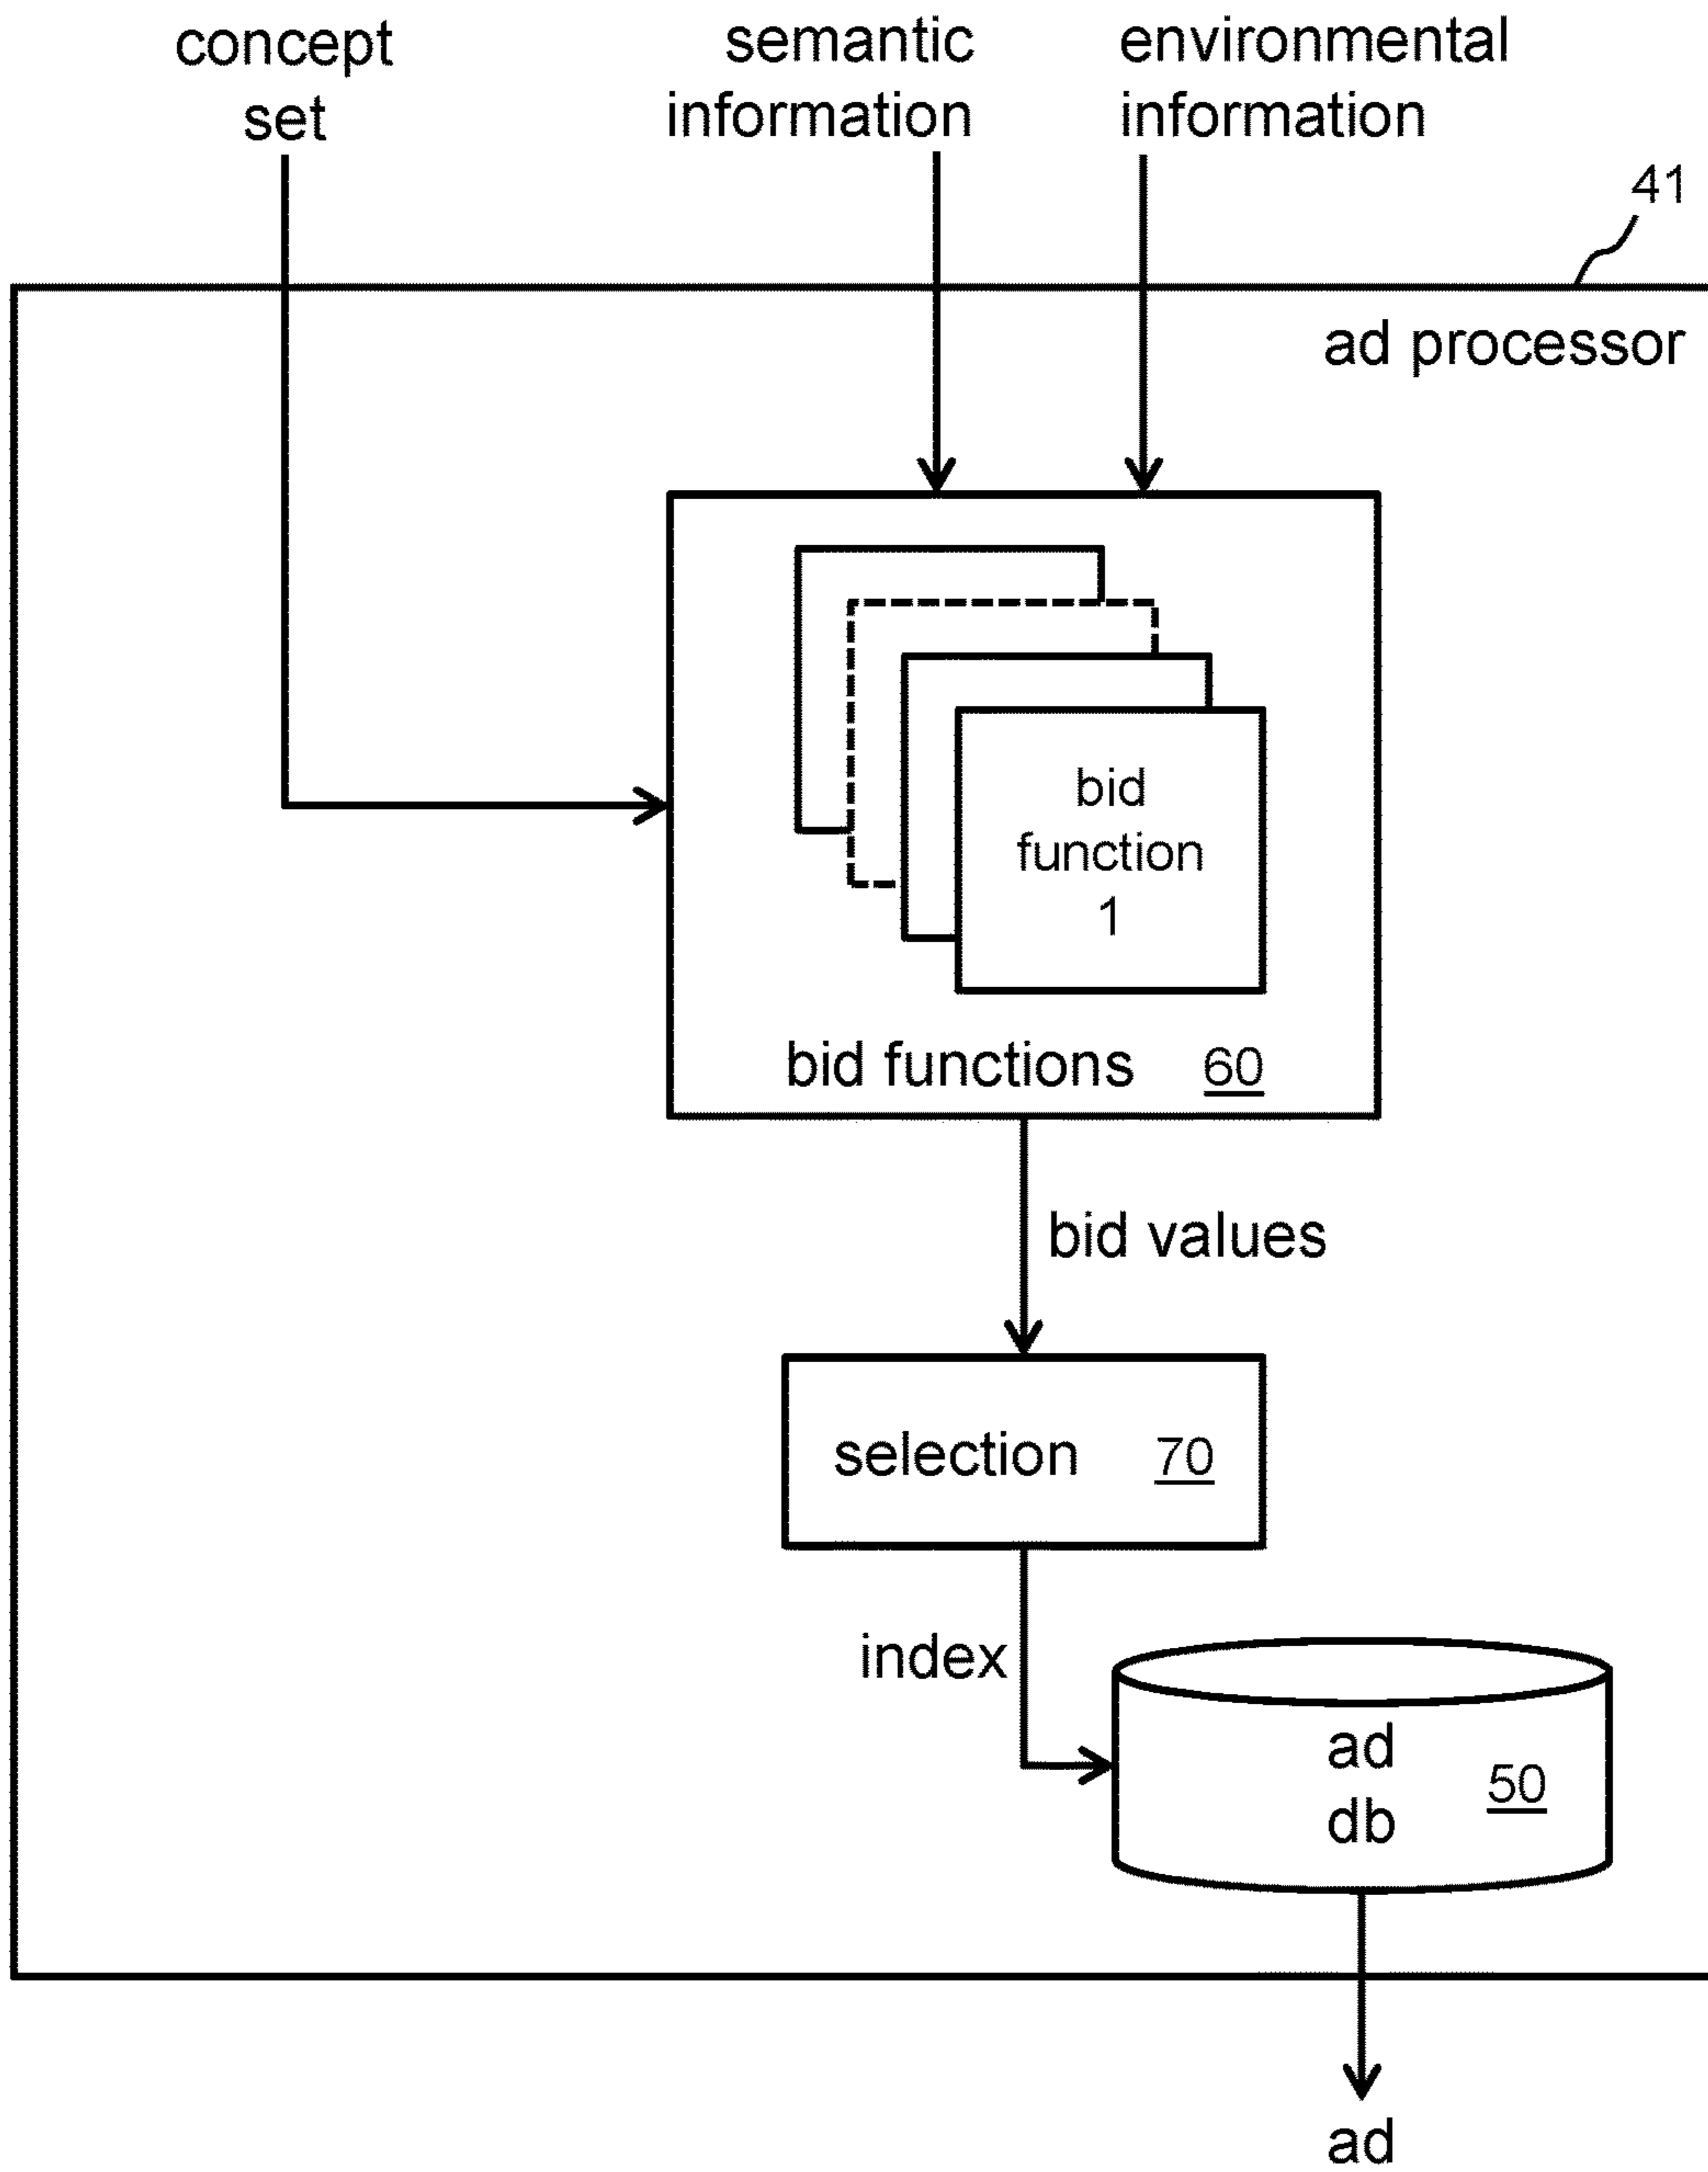 concept
set
semantic
information
environmental
information
41
ad processor
bid
function
1
bid functions 60
bid values
selection 70
index
ad
db
50
ad